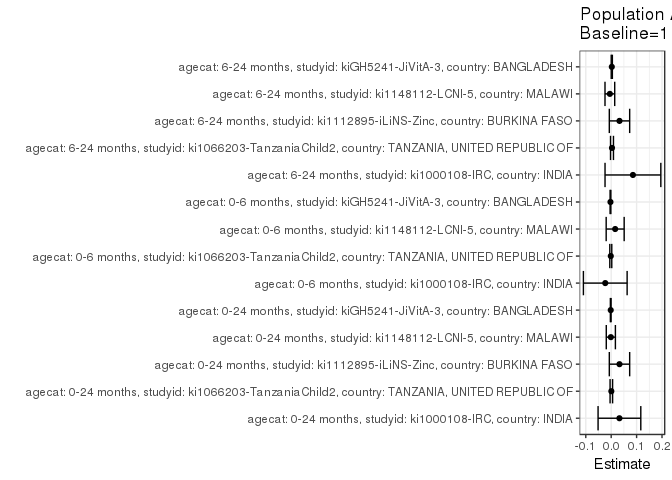 Population
Baseline=1
agecat: 6-24 months, studyid: kiGH5241-JiVitA-3, country: BANGLADESH
agecat: 6-24 months, studyid: ki1148112-LCNI-5, country: MALAWI
agecat: 6-24 months, studyid: ki1112895-iLiNS-Zinc, country: BURKINA FASO
agecat: 6-24 months, studyid: ki1066203-TanzaniaChild2, country: TANZANIA, UNITED REPUBLIC OF
agecat: 6-24 months, studyid: ki1000108-IRC, country: INDIA
agecat: 0-6 months, studyid: kiGH5241-JiVitA-3, country: BANGLADESH
agecat: 0-6 months, studyid: ki1148112-LCNI-5, country: MALAWI
agecat: 0-6 months, studyid: ki1066203-TanzaniaChild2, country: TANZANIA, UNITED REPUBLIC OF
agecat: 0-6 months, studyid: ki1000108-IRC, country: INDIA
agecat: 0-24 months, studyid: kiGH5241-JiVitA-3, country: BANGLADESH
agecat: 0-24 months, studyid: ki1148112-LCNI-5, country: MALAWI
agecat: 0-24 months, studyid: ki1112895-iLiNS-Zinc, country: BURKINA FASO
agecat: 0-24 months, studyid: ki1066203-TanzaniaChild2, country: TANZANIA, UNITED REPUBLIC OF
agecat: 0-24 months, studyid: ki1000108-IRC, country: INDIA
-0.1 0.0 0.1 0.2
Estimate